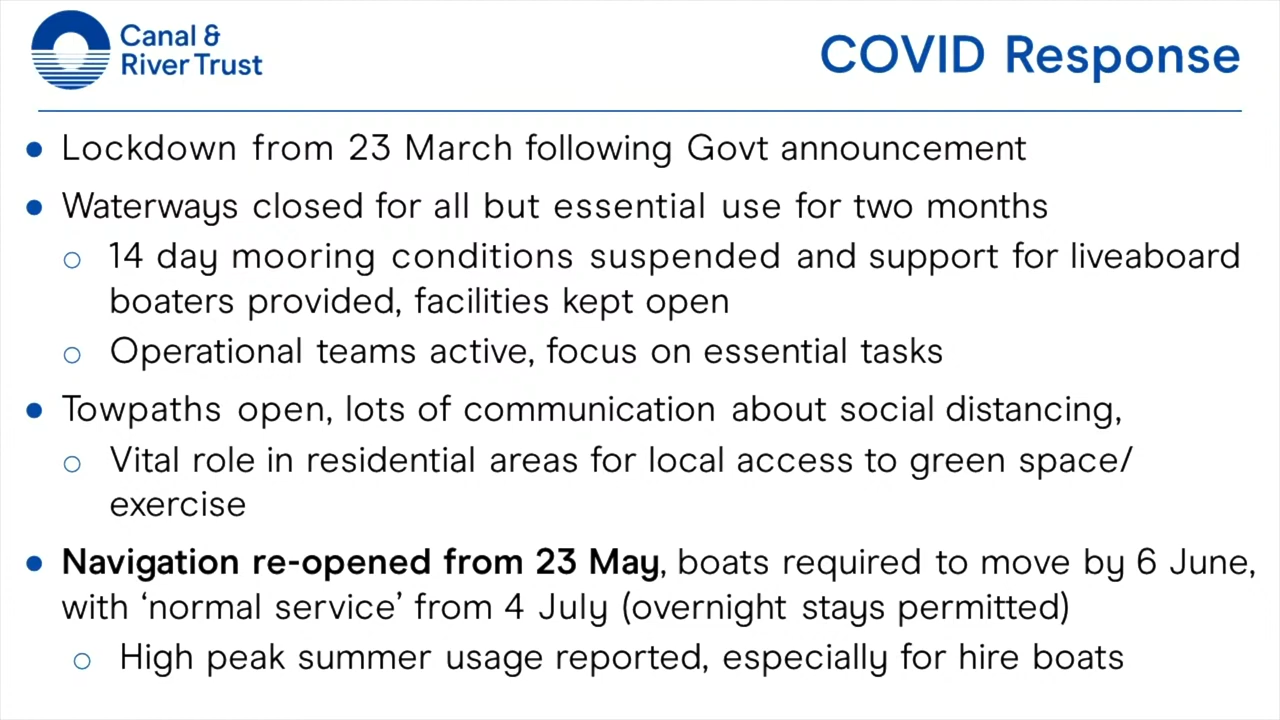 Canal &
River Trust
COVID Response
● Lockdown from 23 March following Govt announcement
● Waterways closed for all but essential use for two months
○ 14 day mooring conditions suspended and support for liveaboard
boaters provided, facilities kept open
○ Operational teams active, focus on essential tasks
● Towpaths open, lots of communication about social distancing,
○ Vital role in residential areas for local access to green space/
exercise
● Navigation re-opened from 23 May, boats required to move by 6 June,
with ‘normal service’ from 4 July (overnight stays permitted)
○ High peak summer usage reported, especially for hire boats